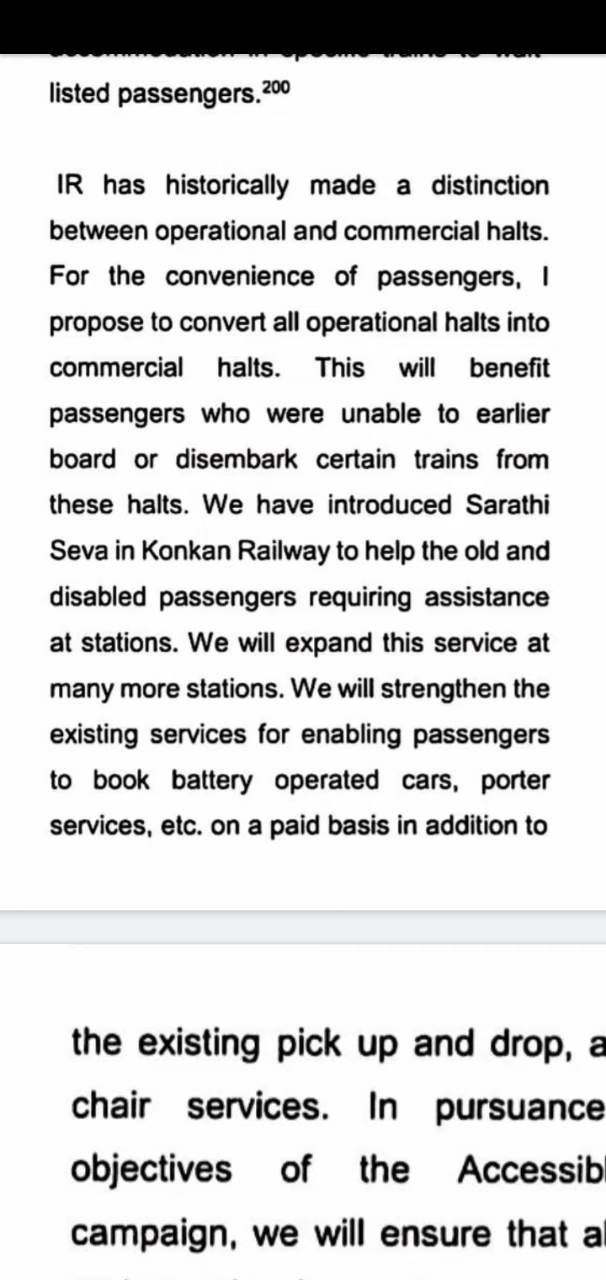 listed passengers.²⁰⁰
IR has historically made a distinction
between operational and commercial halts.
For the convenience of passengers, I
propose to convert all operational halts into
commercial halts. This will benefit
passengers who were unable to earlier
board or disembark certain trains from
these halts. We have introduced Sarathi
Seva in Konkan Railway to help the old and
disabled passengers requiring assistance
at stations. We will expand this service at
many more stations. We will strengthen the
existing services for enabling passengers
to book battery operated cars, porter
services, etc. on a paid basis in addition to
the existing pick up and drop, a
chair services. In pursuance
objectives of the Accessibl
campaign, we will ensure that al